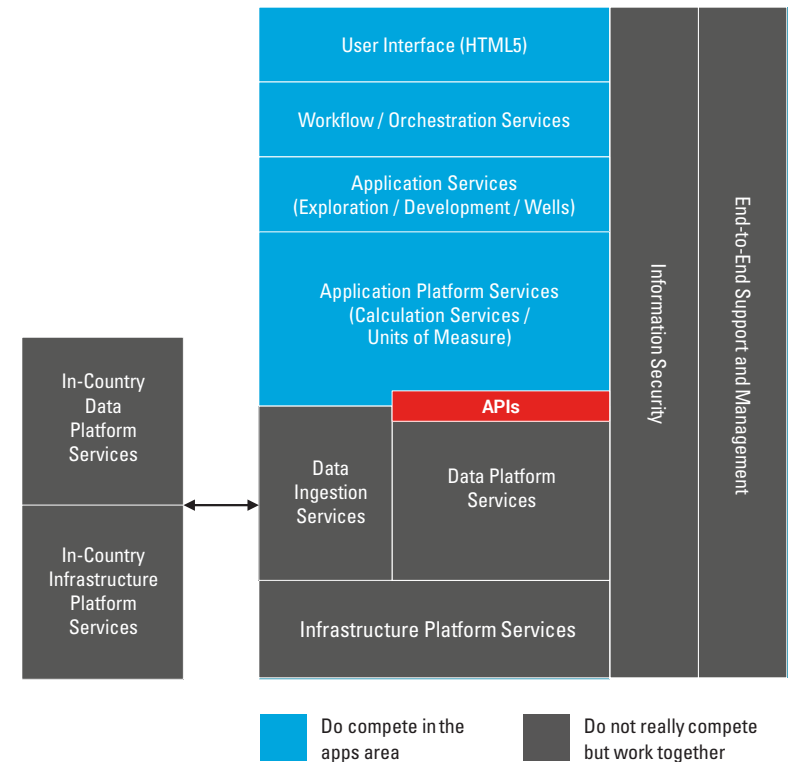 User Interface (HTML5)
Workflow / Orchestration Services
Application Services
(Exploration / Development / Wells)
Application Platform Services
(Calculation Services /
Units of Measure)
APIs
Data
Ingestion
Services
Data Platform
Services
Infrastructure Platform Services
Information Security
End-to-End Support and Management
In-Country
Data
Platform
Services
In-Country
Infrastructure
Platform
Services
Do compete in the
apps area
Do not really compete
but work together